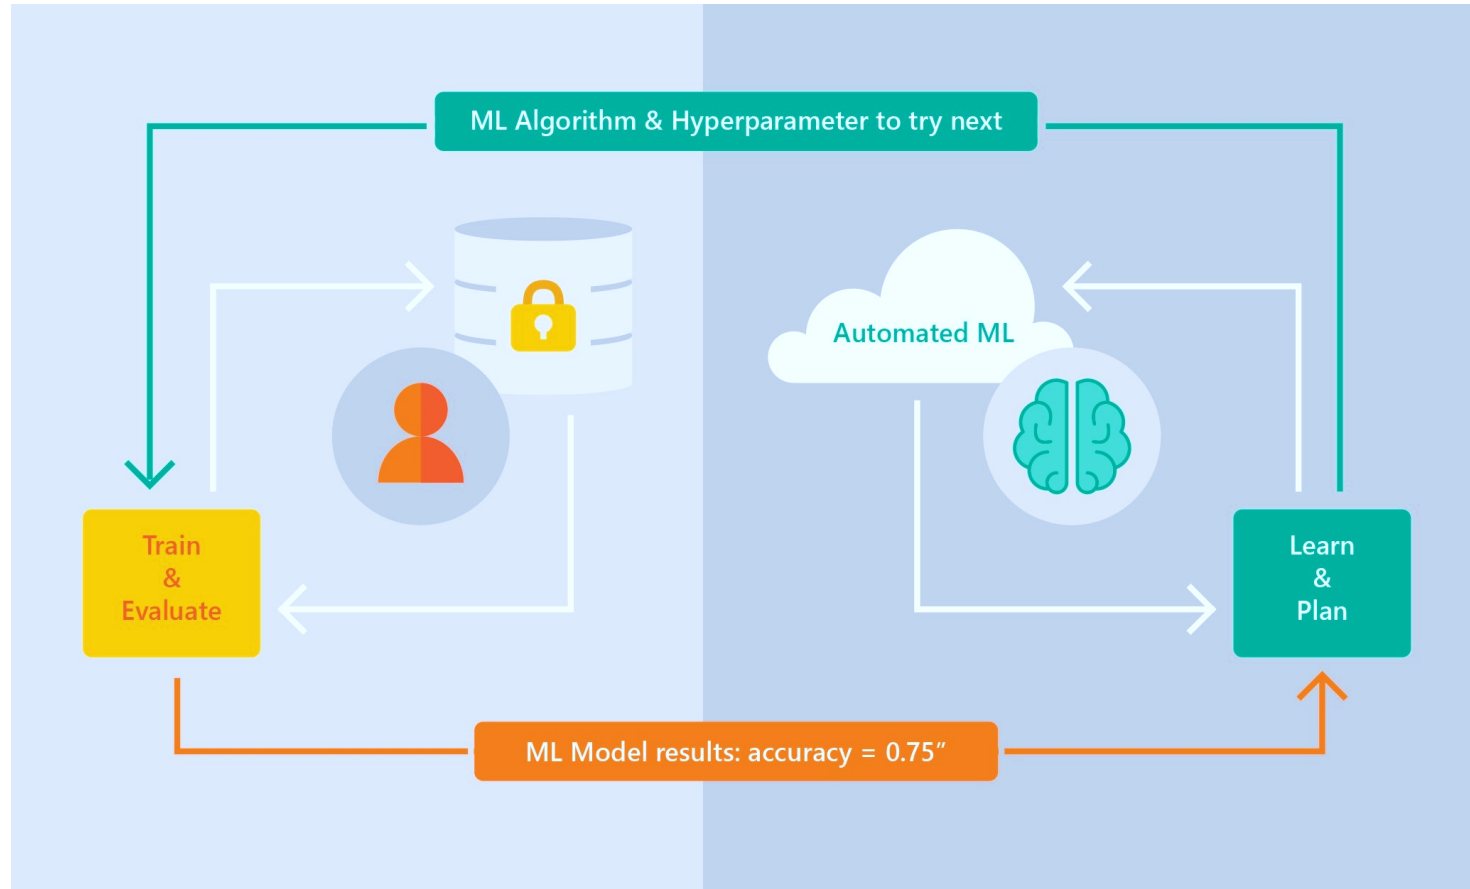 ML Algorithm & Hyperparameter to try next
Automated ML
Train
&
Evaluate
Learn
&
Plan
ML Model results: accuracy = 0.75”